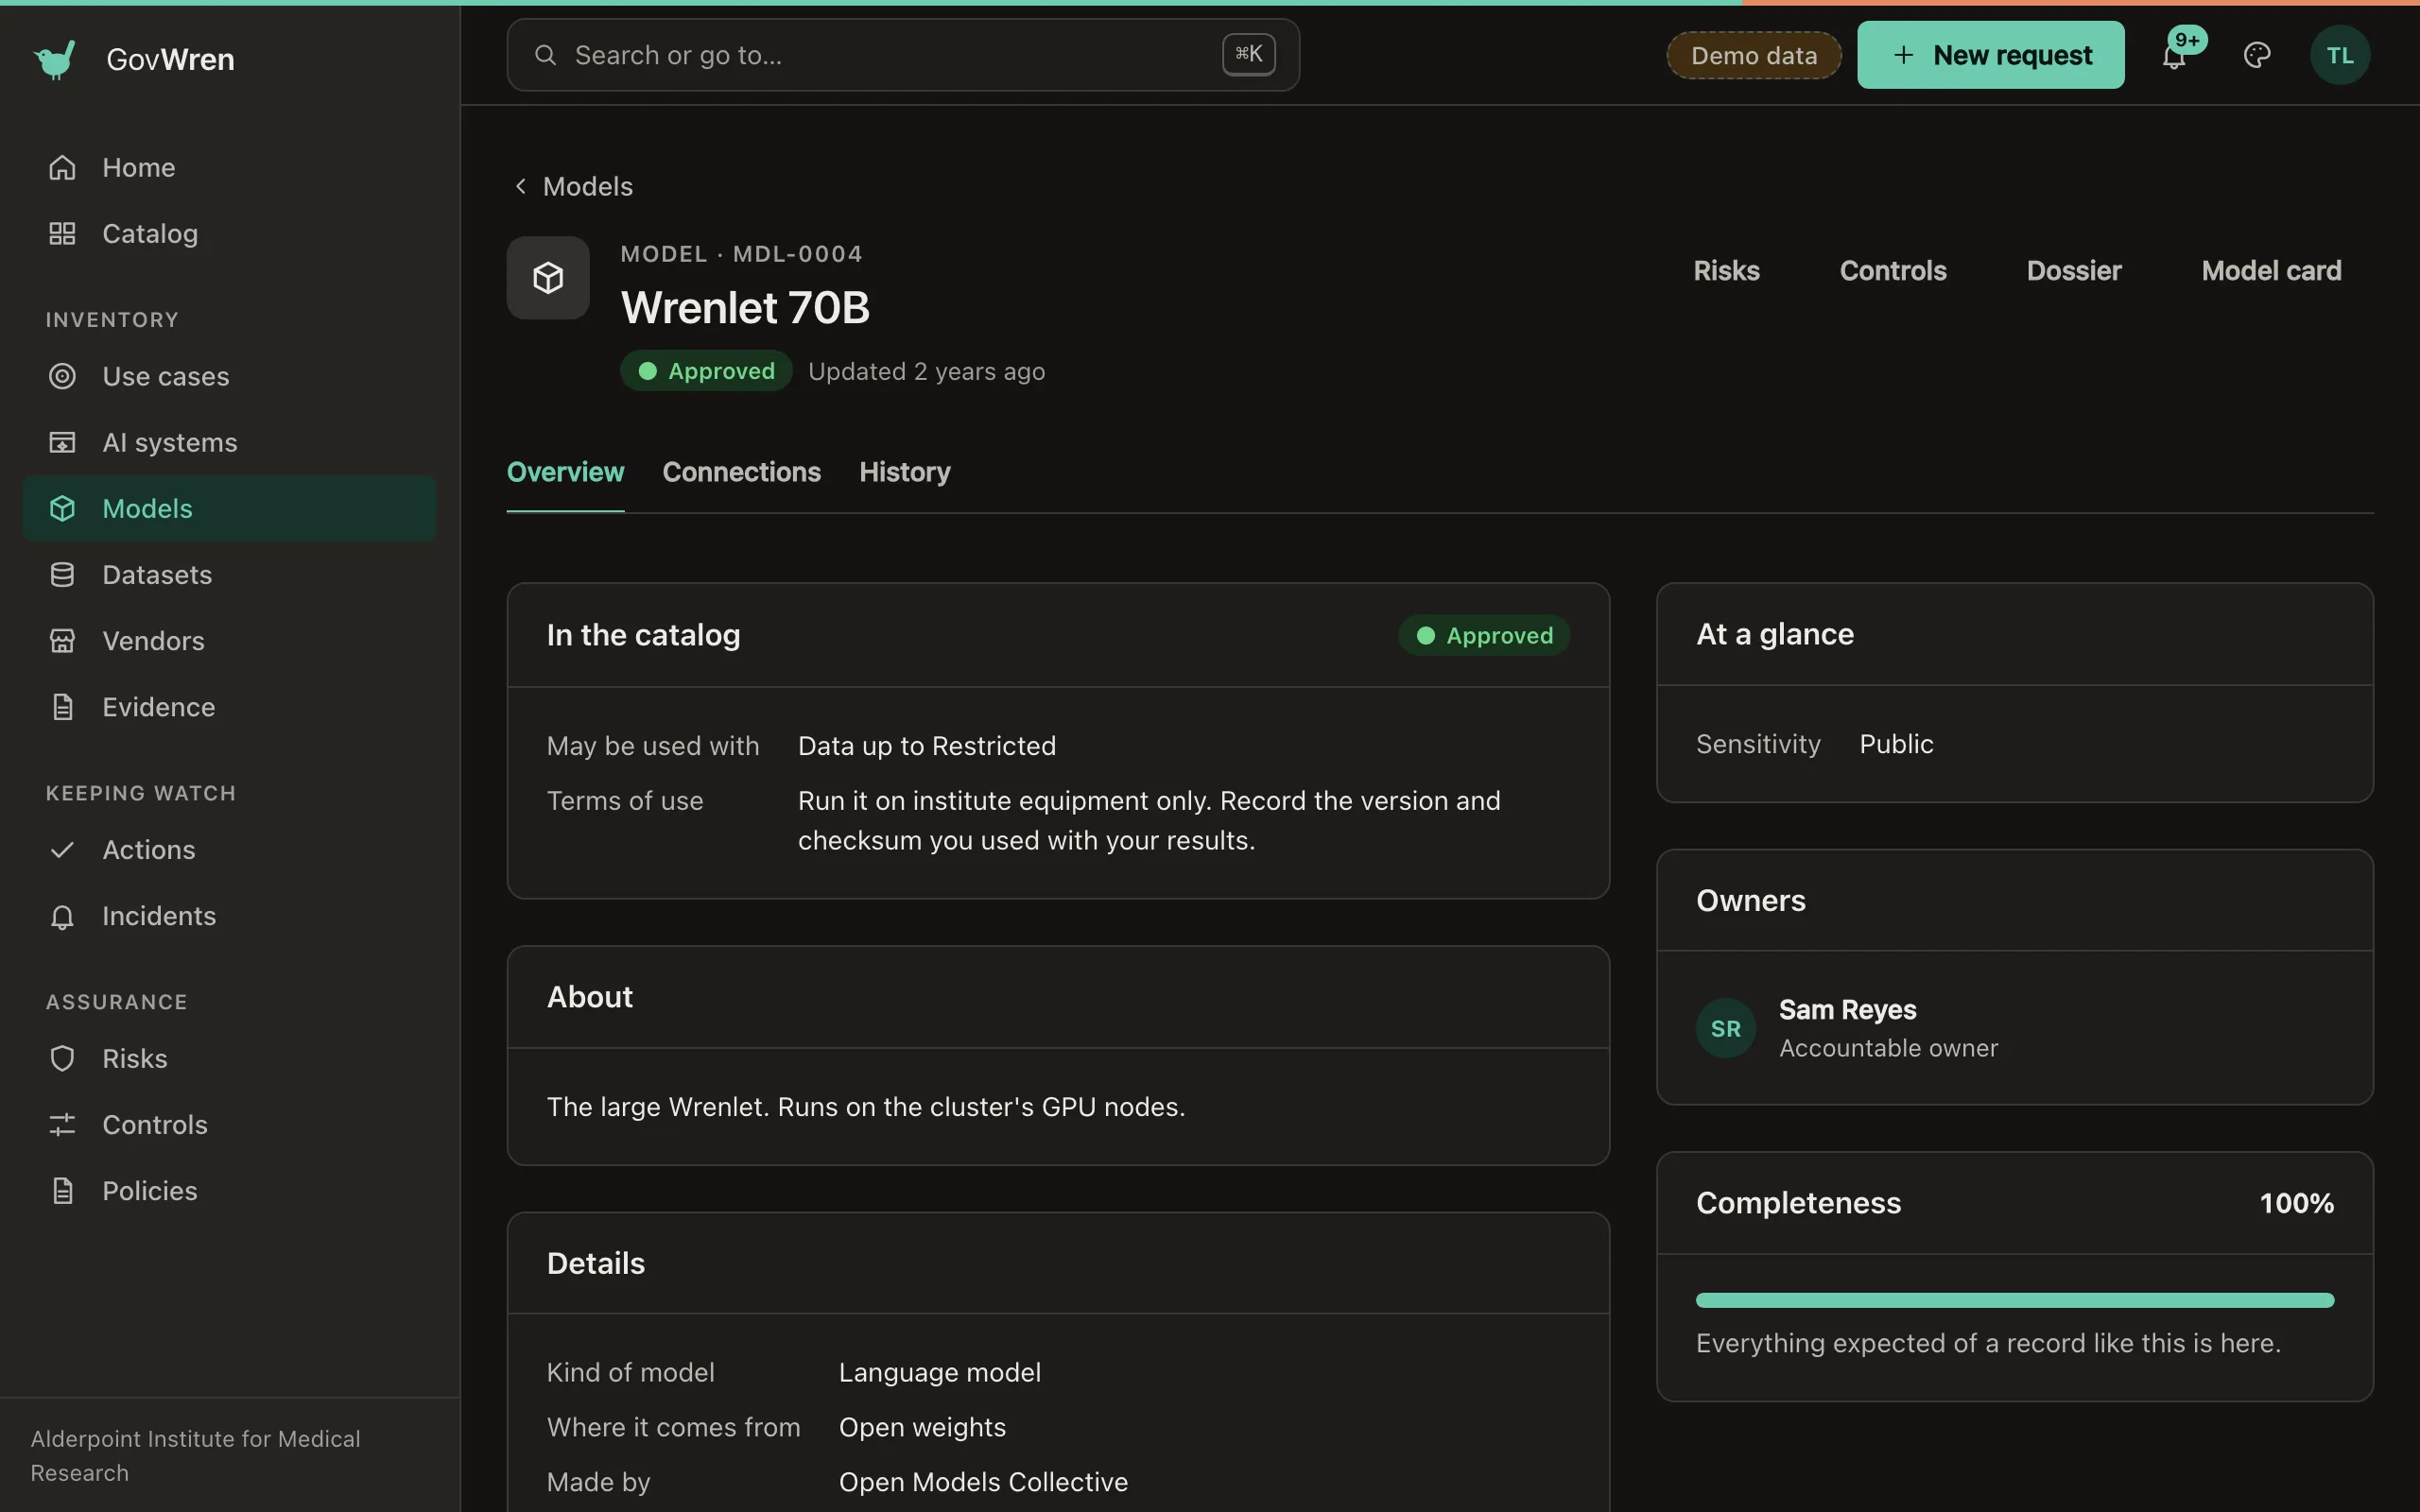 GovWren
Search or go to...
⌘K
Demo data
New request
9+
TL
Home
Catalog
INVENTORY
Use cases
AI systems
Models
Datasets
Vendors
Evidence
KEEPING WATCH
Actions
Incidents
ASSURANCE
Risks
Controls
Policies
Alderpoint Institute for Medical
Research
Models
MODEL · MDL-0004
Wrenlet 70B
Approved
Updated 2 years ago
Risks
Controls
Dossier
Model card
Overview
Connections
History
In the catalog
Approved
May be used with
Data up to Restricted
Terms of use
Run it on institute equipment only. Record the version and
checksum you used with your results.
About
The large Wrenlet. Runs on the cluster's GPU nodes.
Details
Kind of model
Language model
Where it comes from
Open weights
Made by
Open Models Collective
At a glance
Sensitivity
Public
Owners
SR
Sam Reyes
Accountable owner
Completeness
100%
Everything expected of a record like this is here.